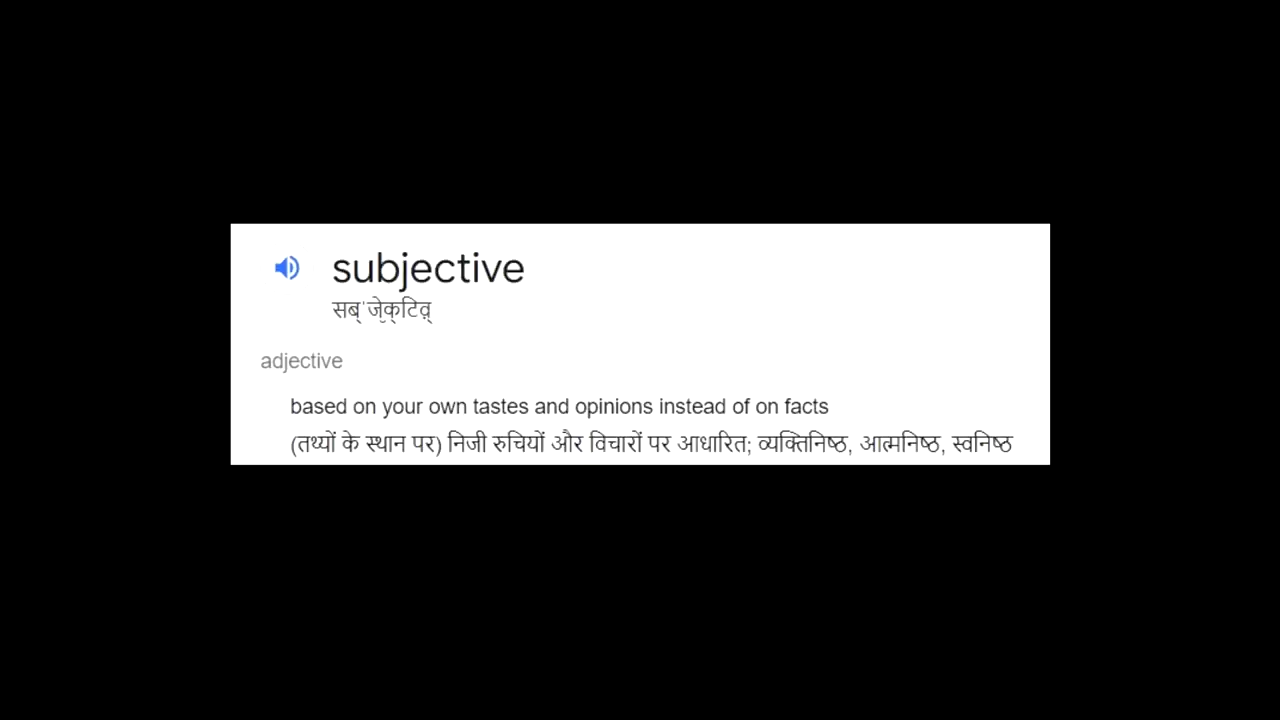 subjective
सब्ˈजे़क्टिव़्
adjective
based on your own tastes and opinions instead of on facts
(तथ्यों के स्थान पर) निजी रुचियों और विचारों पर आधारित; व्यक्तिनिष्ठ, आत्मनिष्ठ, स्वनिष्ठ